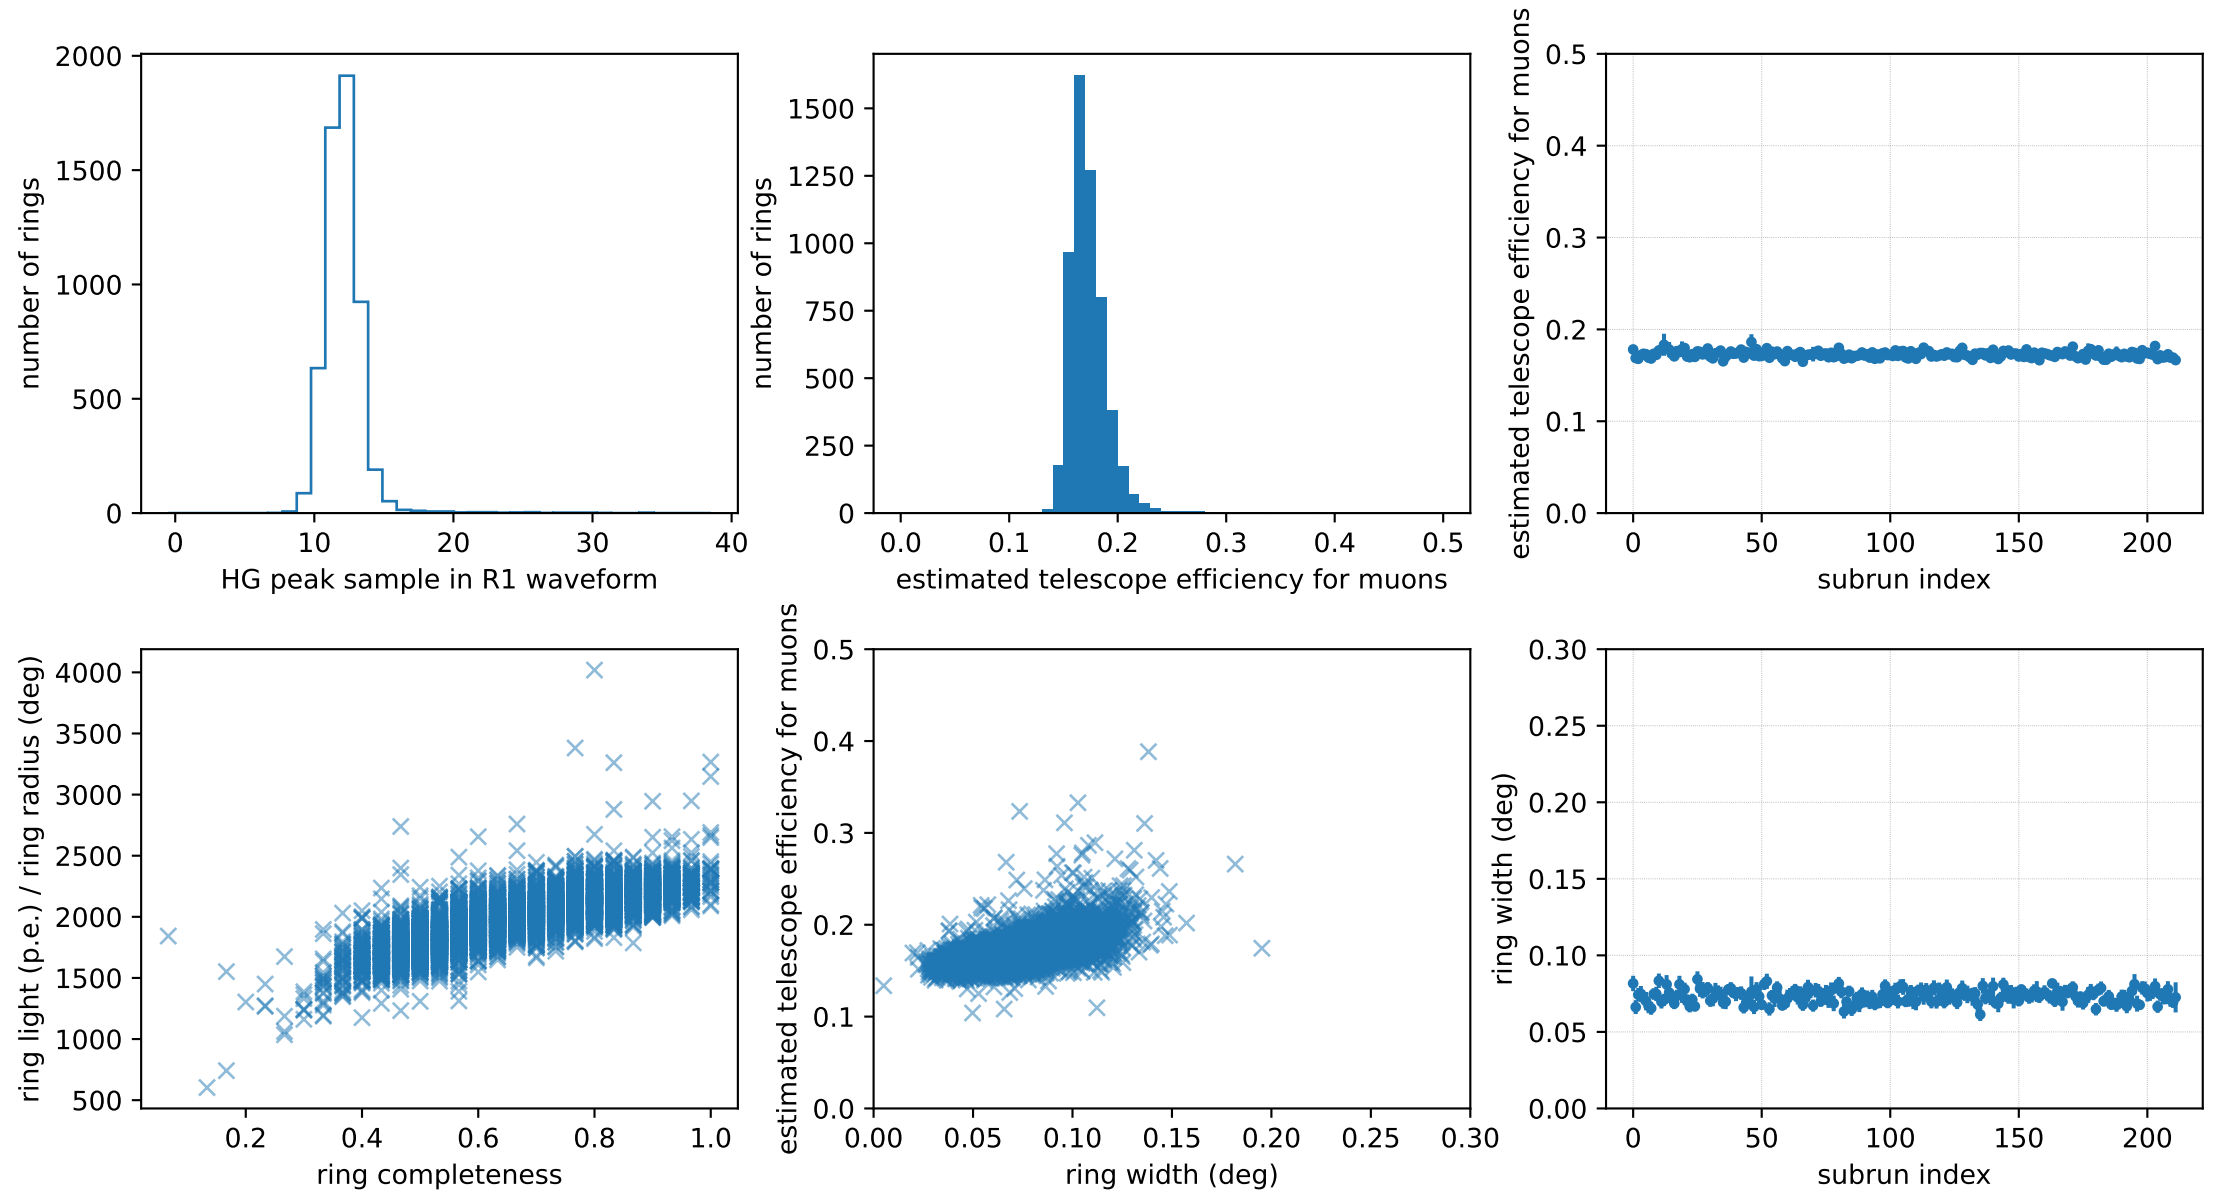 number of rings
2000
1500
1000
500
0
0 10 20 30 40
HG peak sample in R1 waveform
number of rings
1500
1250
1000
750
500
250
0
0.0 0.1 0.2 0.3 0.4 0.5
estimated telescope efficiency for muons
estimated telescope efficiency for muons
0.5
0.4
0.3
0.2
0.1
0.0
0 50 100 150 200
subrun index
ring light (p.e.) / ring radius (deg)
4000
3500
3000
2500
2000
1500
1000
500
0.2 0.4 0.6 0.8 1.0
ring completeness
estimated telescope efficiency for muons
0.5
0.4
0.3
0.2
0.1
0.0
0.00 0.05 0.10 0.15 0.20 0.25 0.30
ring width (deg)
ring width (deg)
0.30
0.25
0.20
0.15
0.10
0.05
0.00
0 50 100 150 200
subrun index